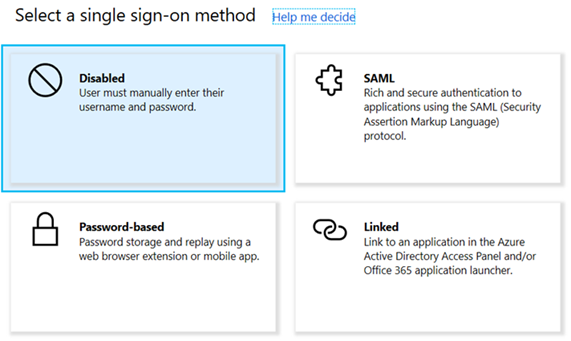 Select a single sign-on method Help me decide
Disabled
User must manually enter their
username and password.
SAML
Rich and secure authentication to
applications using the SAML (Security
Assertion Markup Language)
protocol.
Password-based
Password storage and replay using a
web browser extension or mobile app.
Linked
Link to an application in the Azure
Active Directory Access Panel and/or
Office 365 application launcher.